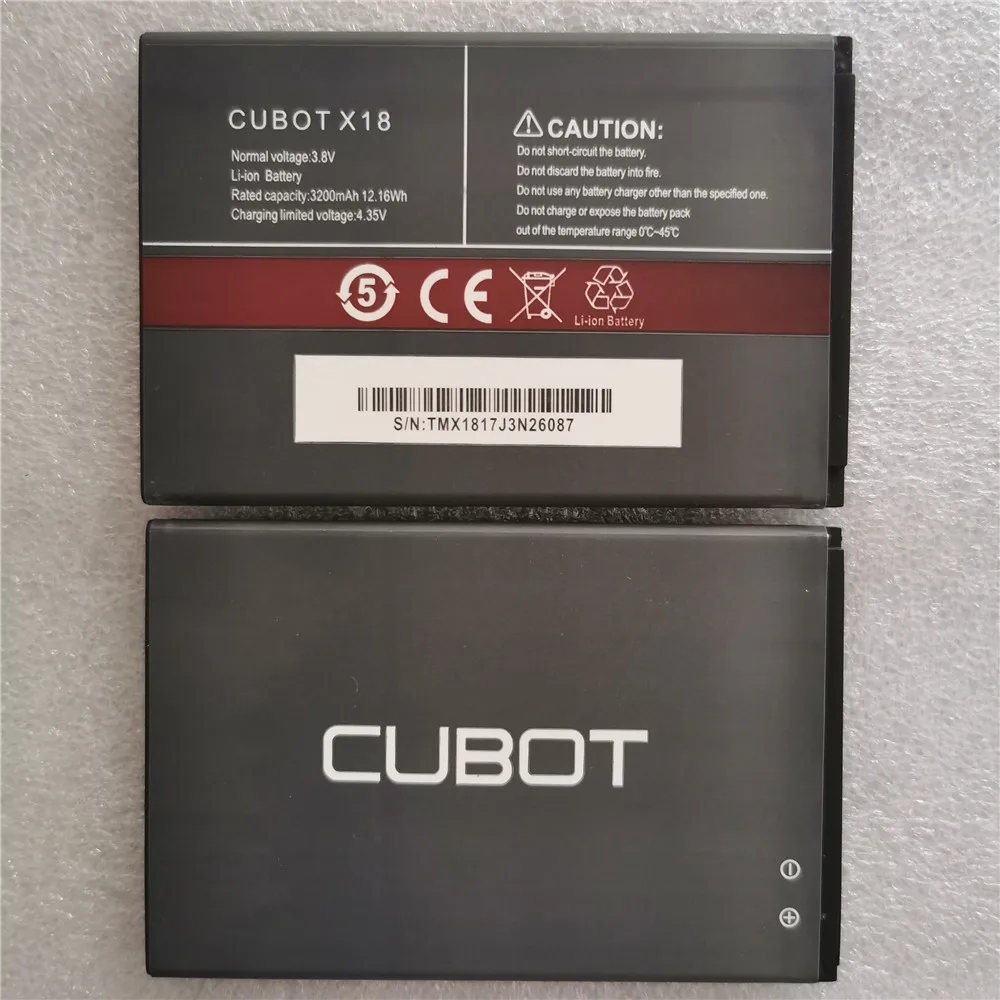 CUBOT X18
Normal voltage:3.8V
Li-ion Battery
Rated capacity:3200mAh 12.16Wh
Charging limited voltage:4.35V
CAUTION:
Do not short-circuit the battery.
Do not discard the battery into fire.
Do not use any battery charger other than the specified one.
Do not charge or expose the battery pack
out of the temperature range 0℃~45℃
5
CE
Li-ion Battery
S/N:TMX1817J3N26087
CUBOT